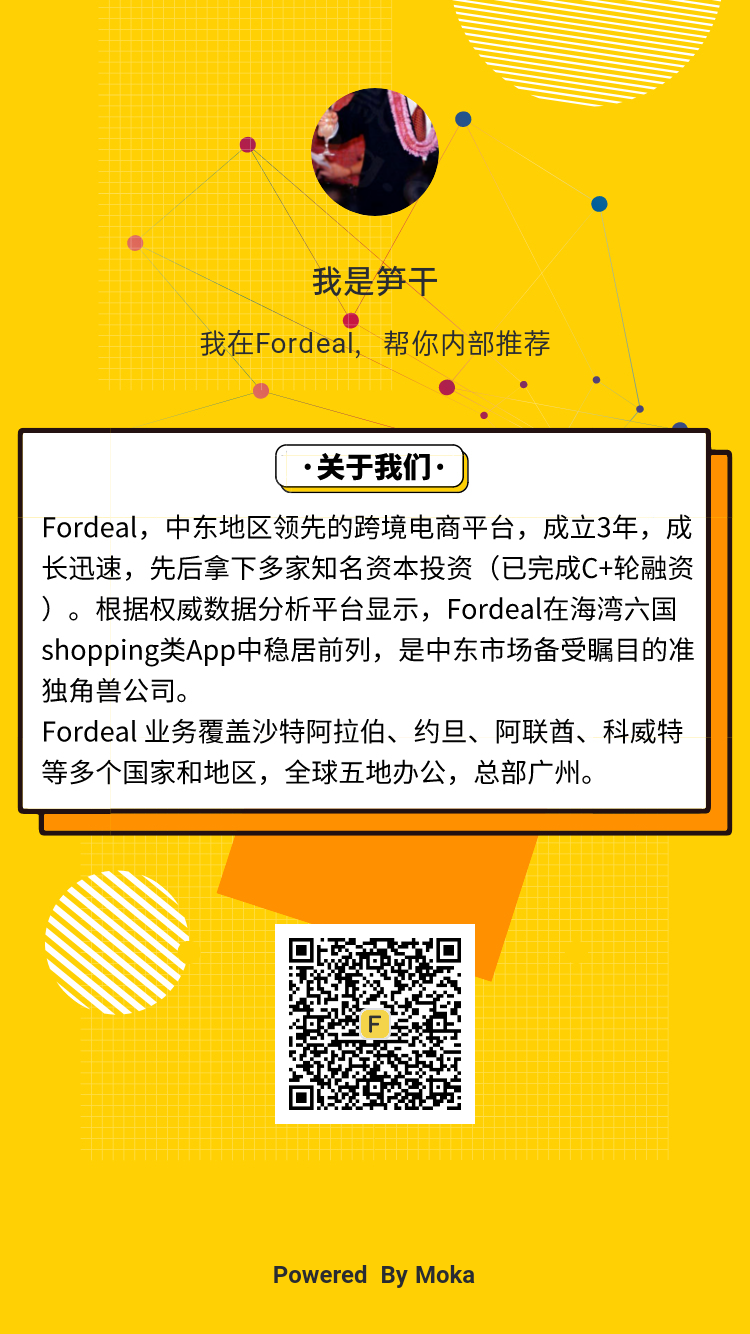 我是笋干
我在Fordeal, 帮你内部推荐
·关于我们·
Fordeal，中东地区领先的跨境电商平台，成立3年，成
长迅速，先后拿下多家知名资本投资（已完成C+轮融资
）。根据权威数据分析平台显示，Fordeal在海湾六国
shopping类App中稳居前列，是中东市场备受瞩目的准
独角兽公司。
Fordeal 业务覆盖沙特阿拉伯、约旦、阿联酋、科威特
等多个国家和地区，全球五地办公，总部广州。
F
Powered By Moka